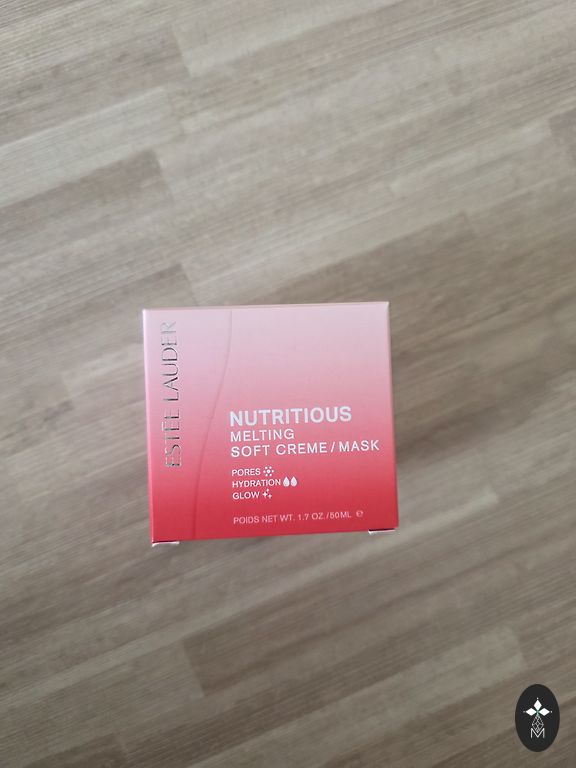 ESTĒE LAUDER
NUTRITIOUS
MELTING
SOFT CREME / MASK
PORES
HYDRATION
GLOW
POIDS NET WT. 1.7 OZ./50ML ℮
M